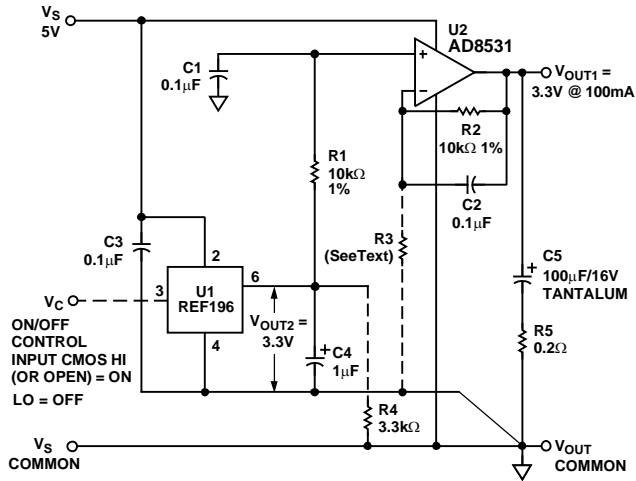 VS
5V
U2
AD8531
C1
0.1μF
+
−
VOUT1 =
3.3V @ 100mA
R2
10kΩ 1%
R1
10kΩ
1%
C2
0.1μF
C3
0.1μF
R3
(SeeText)
2
C5
+
100μF/16V
TANTALUM
VC
3
U1
REF196
6
VOUT2 =
3.3V
ON/OFF
CONTROL
INPUT CMOS HI
(OR OPEN) = ON
LO = OFF
4
+
C4
1μF
R5
0.2Ω
R4
3.3kΩ
VS
COMMON
VOUT
COMMON